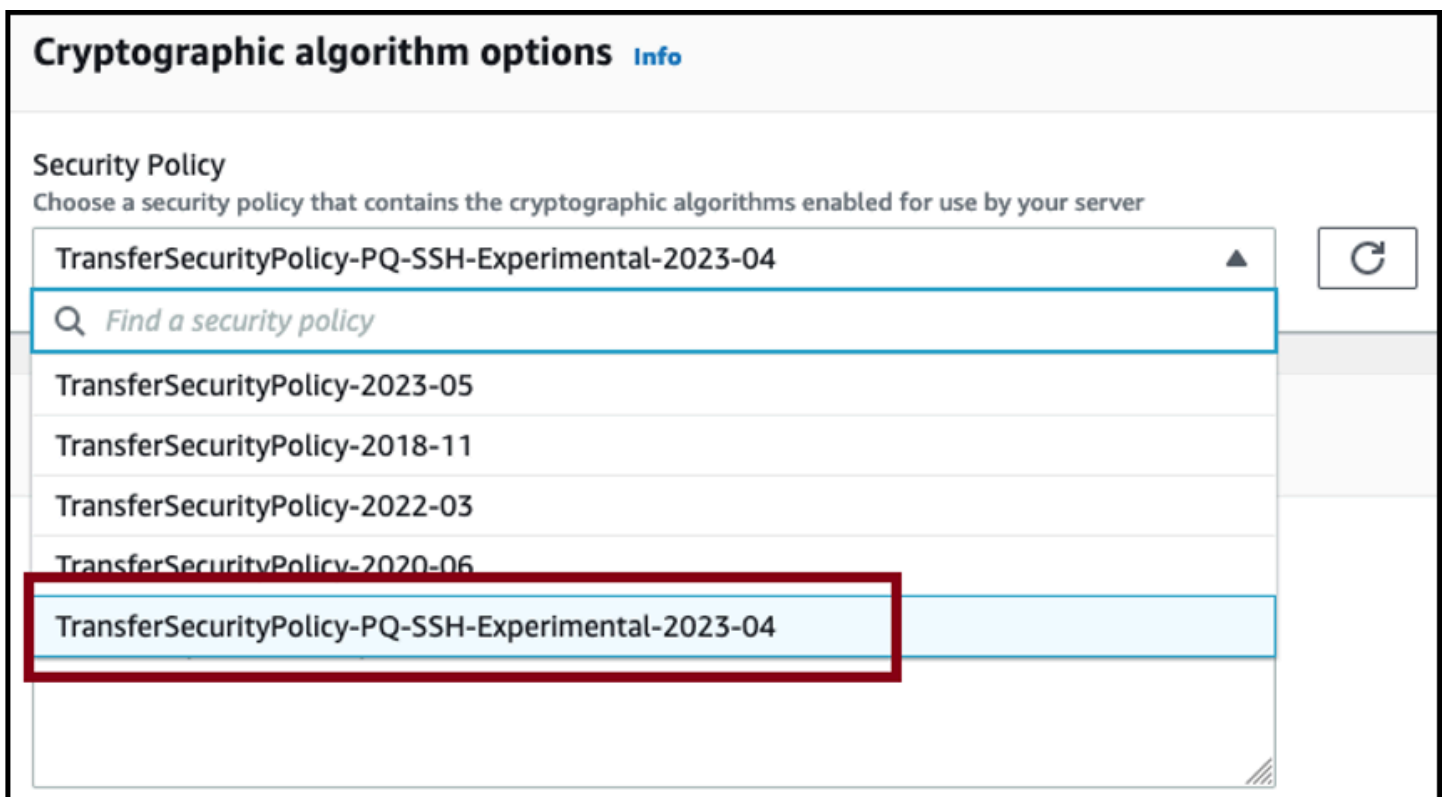 Cryptographic algorithm options Info
Security Policy
Choose a security policy that contains the cryptographic algorithms enabled for use by your server
TransferSecurityPolicy-PQ-SSH-Experimental-2023-04
Find a security policy
TransferSecurityPolicy-2023-05
TransferSecurityPolicy-2018-11
TransferSecurityPolicy-2022-03
TransferSecurityPolicy-2020-06
TransferSecurityPolicy-PQ-SSH-Experimental-2023-04